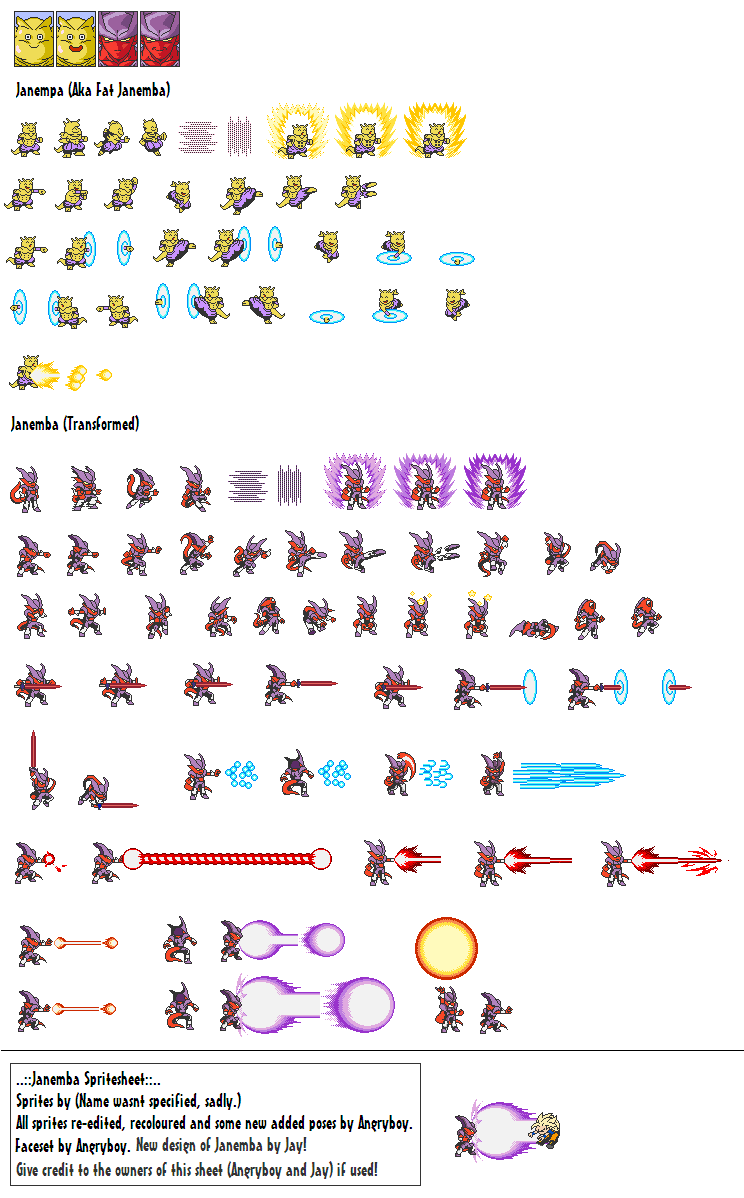 Janempa (Aka Fat Janemba)
Janemba (Transformed)
..::Janemba Spritesheet::..
Sprites by (Name wasnt specified, sadly.)
All sprites re-edited, recoloured and some new added poses by Angryboy.
Faceset by Angryboy. New design of Janemba by Jay!
Give credit to the owners of this sheet (Angryboy and Jay) if used!